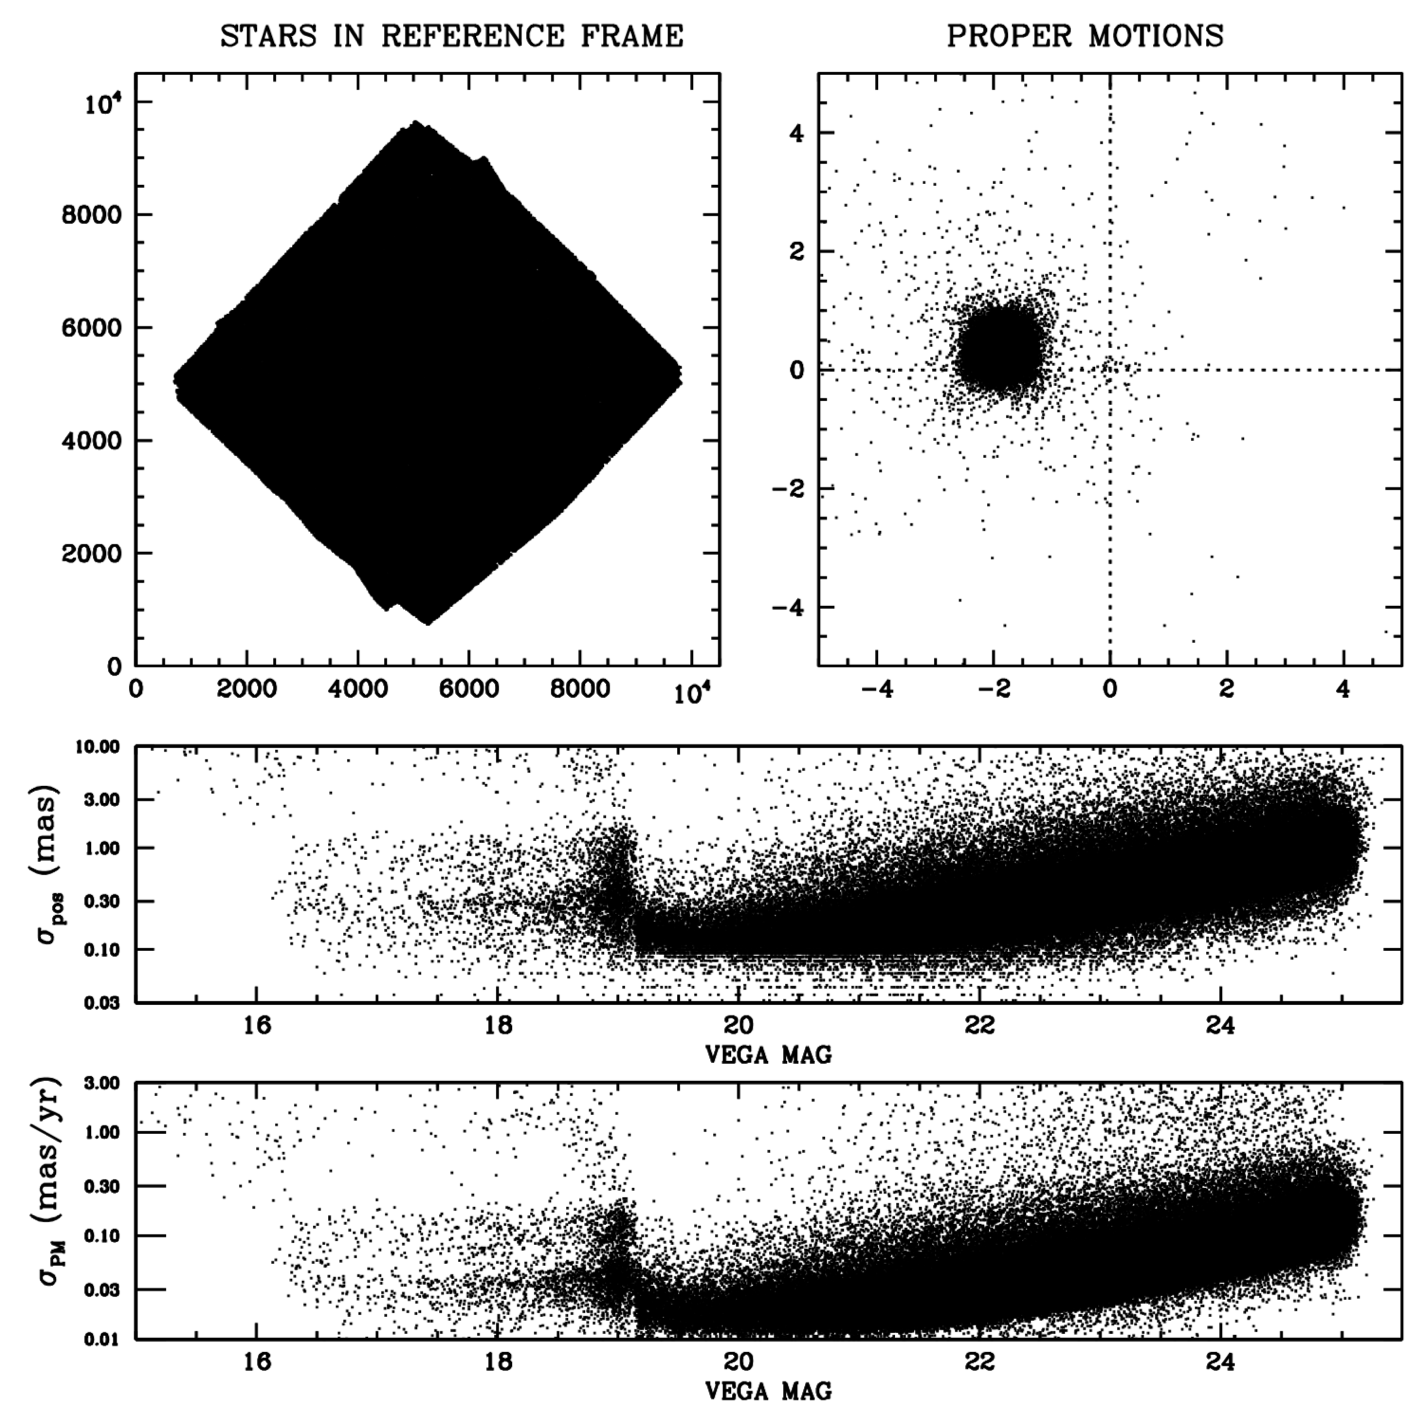 STARS IN REFERENCE FRAME
10⁴
8000
6000
4000
2000
0
0 2000 4000 6000 8000 10⁴
PROPER MOTIONS
4
2
0
−2
−4
−4 −2 0 2 4
σpos (mas)
10.00
3.00
1.00
0.30
0.10
0.03
16 18 20 22 24
VEGA MAG
σPM (mas/yr)
3.00
1.00
0.30
0.10
0.03
0.01
16 18 20 22 24
VEGA MAG